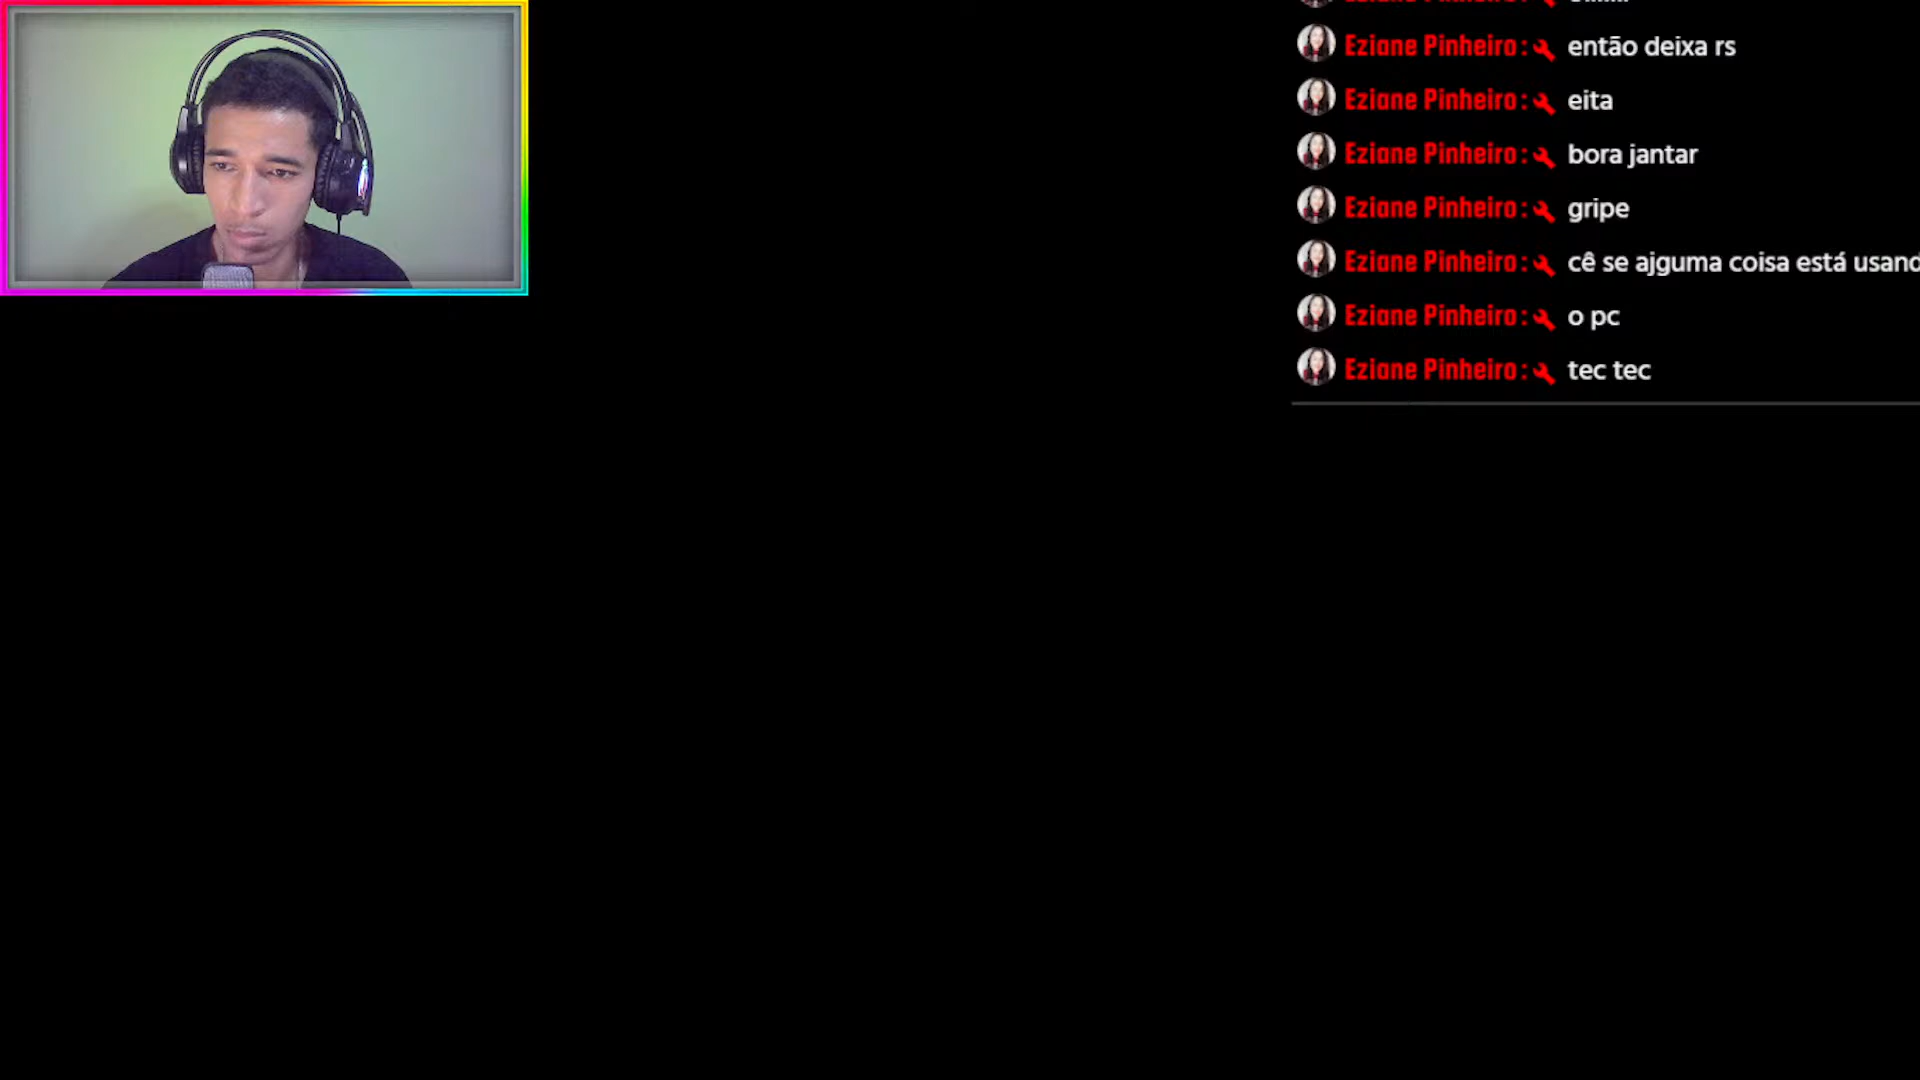 Eziane Pinheiro: então deixa rs
Eziane Pinheiro: eita
Eziane Pinheiro: bora jantar
Eziane Pinheiro: gripe
Eziane Pinheiro: cê se ajguma coisa está usand
Eziane Pinheiro: o pc
Eziane Pinheiro: tec tec